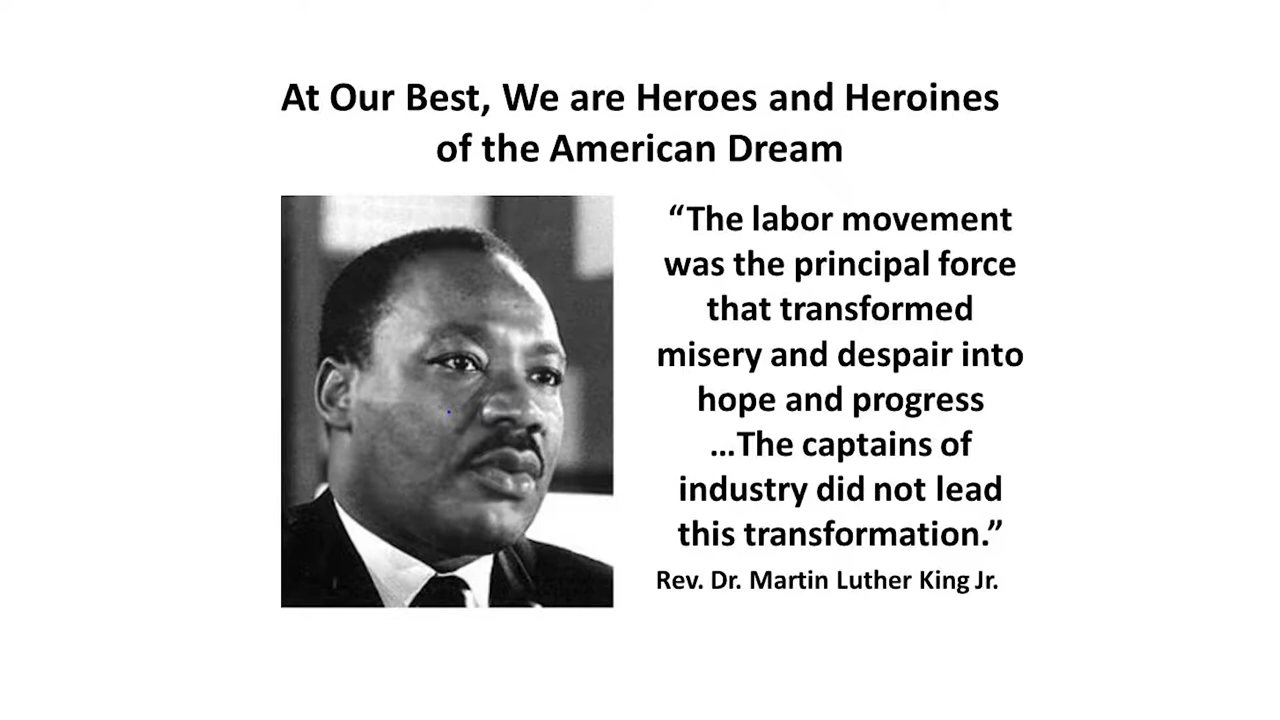 At Our Best, We are Heroes and Heroines
of the American Dream
“The labor movement
was the principal force
that transformed
misery and despair into
hope and progress
…The captains of
industry did not lead
this transformation.”
Rev. Dr. Martin Luther King Jr.